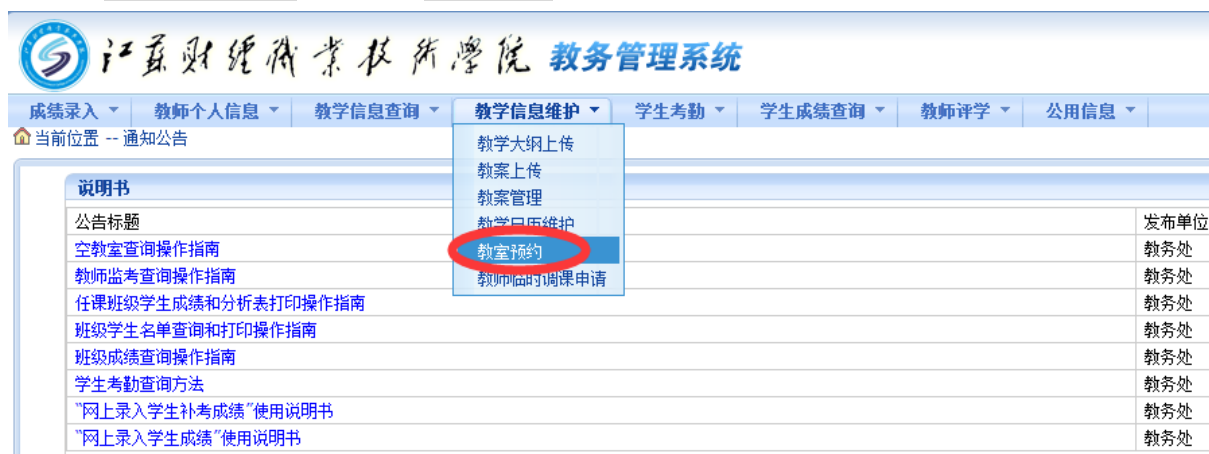 江苏财经职业技术学院 教务管理系统
成绩录入 教师个人信息 教学信息查询 教学信息维护 学生考勤 学生成绩查询 教师评学 公用信息
当前位置 -- 通知公告
教学大纲上传
教案上传
教案管理
教学日历维护
教室预约
教师临时调课申请
说明书
公告标题 发布单位
空教室查询操作指南 教务处
教师监考查询操作指南 教务处
任课班级学生成绩和分析表打印操作指南 教务处
班级学生名单查询和打印操作指南 教务处
班级成绩查询操作指南 教务处
学生考勤查询方法 教务处
“网上录入学生补考成绩”使用说明书 教务处
“网上录入学生成绩”使用说明书 教务处